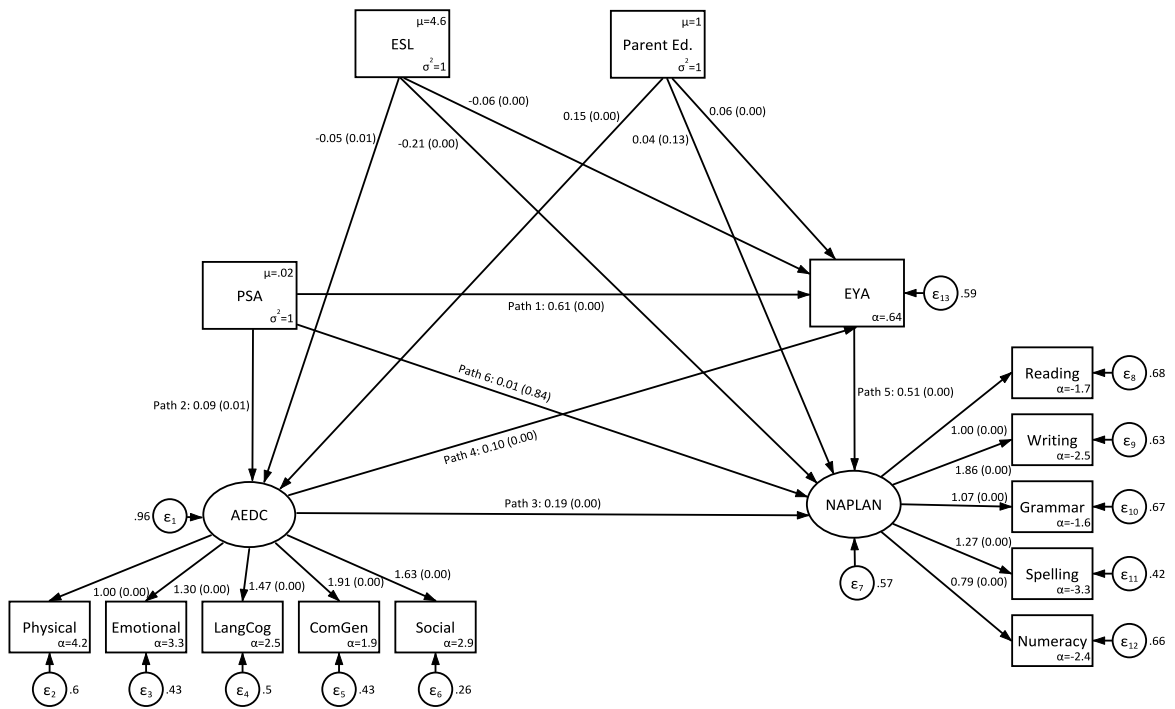 μ=4.6
ESL
σ²=1
μ=1
Parent Ed.
σ²=1
-0.06 (0.00)
0.15 (0.00)
0.06 (0.00)
-0.05 (0.01)
-0.21 (0.00)
0.04 (0.13)
μ=.02
PSA
σ²=1
EYA
α=.64
ε13
.59
Path 1: 0.61 (0.00)
Path 6: 0.01 (0.84)
Path 2: 0.09 (0.01)
Path 5: 0.51 (0.00)
Path 4: 0.10 (0.00)
Path 3: 0.19 (0.00)
Reading
α=-1.7
ε8
.68
1.00 (0.00)
Writing
α=-2.5
ε9
.63
1.86 (0.00)
.96
ε1
AEDC
NAPLAN
1.07 (0.00)
Grammar
α=-1.6
ε10
.67
1.27 (0.00)
Spelling
α=-3.3
ε11
.42
ε7
.57
0.79 (0.00)
Numeracy
α=-2.4
ε12
.66
1.00 (0.00)
1.30 (0.00)
1.47 (0.00)
1.91 (0.00)
1.63 (0.00)
Physical
α=4.2
Emotional
α=3.3
LangCog
α=2.5
ComGen
α=1.9
Social
α=2.9
ε2
.6
ε3
.43
ε4
.5
ε5
.43
ε6
.26